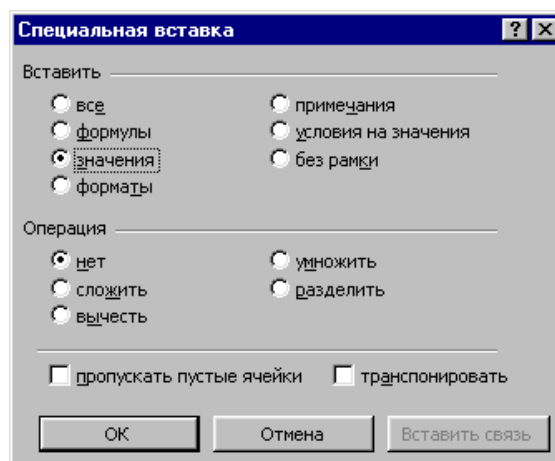 Специальная вставка
Вставить
все
формулы
значения
форматы
примечания
условия на значения
без рамки
Операция
нет
сложить
вычесть
умножить
разделить
пропускать пустые ячейки
транспонировать
ОК
Отмена
Вставить связь